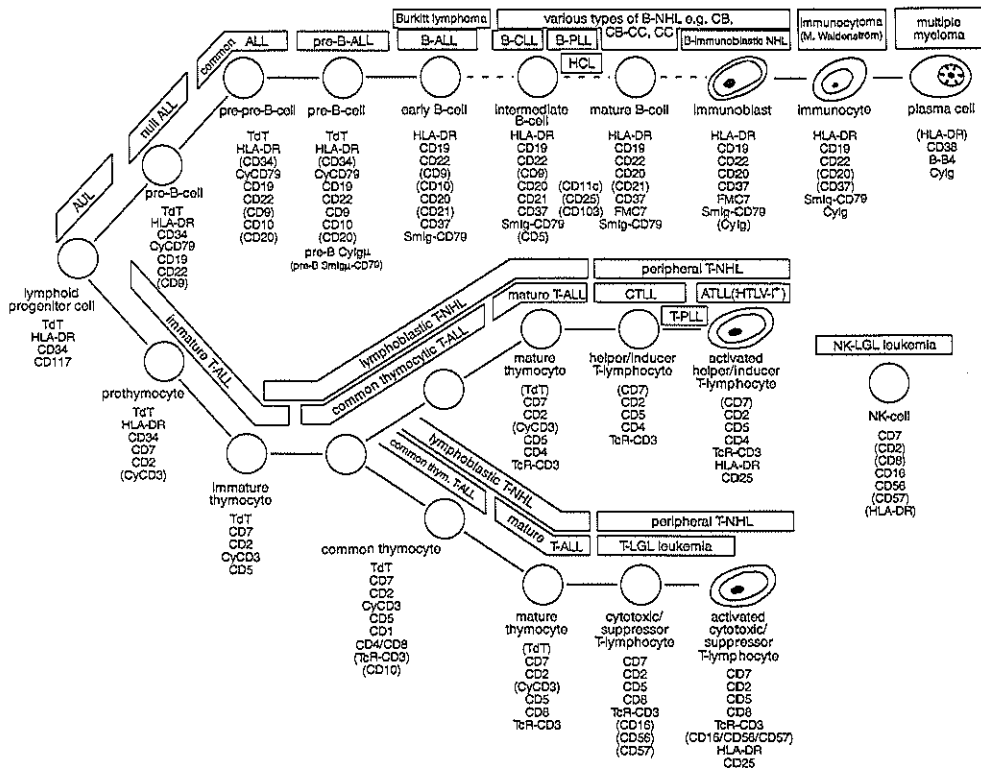 Burkitt lymphoma
various types of B-NHL e.g. CB,
CB-CC, CC
Immunocytoma
(M. Waldenström)
multiple
myeloma
common
ALL
pre-B-ALL
B-ALL
B-CLL
B-PLL
HCL
B-immunoblastic NHL
null ALL
AUL
pre-pre-B-cell
TdT
HLA-DR
(CD34)
CyCD79
CD19
CD22
(CD9)
CD10
(CD20)
pre-B-cell
TdT
HLA-DR
(CD34)
CyCD79
CD19
CD22
CD9
CD10
(CD20)
pre-B CyIgµ
(pre-B SmIgµ-CD79)
early B-cell
HLA-DR
CD19
CD22
(CD9)
(CD10)
CD20
(CD21)
CD37
SmIg-CD79
intermediate
B-cell
HLA-DR
CD19
CD22
(CD9)
CD20
CD21
CD37
SmIg-CD79
(CD5)
(CD11c)
(CD25)
(CD103)
mature B-cell
HLA-DR
CD19
CD22
CD20
(CD21)
CD37
FMC7
SmIg-CD79
immunoblast
HLA-DR
CD19
CD22
CD20
CD37
FMC7
SmIg-CD79
(CyIg)
immunocyte
HLA-DR
CD19
CD22
(CD20)
(CD37)
SmIg-CD79
CyIg
plasma cell
(HLA-DR)
CD38
B-B4
CyIg
pro-B-cell
TdT
HLA-DR
CD34
CyCD79
CD19
CD22
(CD9)
lymphoid
progenitor cell
TdT
HLA-DR
CD34
CD117
immature T-ALL
lymphoblastic T-NHL
common thymocytic T-ALL
peripheral T-NHL
mature T-ALL
CTLL
ATLL(HTLV-I+)
T-PLL
prothymocyte
TdT
HLA-DR
CD34
CD7
CD2
(CyCD3)
immature
thymocyte
TdT
CD7
CD2
CyCD3
CD5
mature
thymocyte
(TdT)
CD7
CD2
(CyCD3)
CD5
CD4
TcR-CD3
helper/inducer
T-lymphocyte
(CD7)
CD2
CD5
CD4
TcR-CD3
activated
helper/inducer
T-lymphocyte
(CD7)
CD2
CD5
CD4
TcR-CD3
HLA-DR
CD25
NK-LGL leukemia
NK-cell
CD7
(CD2)
(CD8)
CD16
CD56
(CD57)
(HLA-DR)
lymphoblastic T-NHL
common thym. T-ALL
mature
T-ALL
peripheral T-NHL
T-LGL leukemia
common thymocyte
TdT
CD7
CD2
CyCD3
CD5
CD1
CD4/CD8
(TcR-CD3)
(CD10)
mature
thymocyte
(TdT)
CD7
CD2
(CyCD3)
CD5
CD8
TcR-CD3
cytotoxic/
suppressor
T-lymphocyte
CD7
CD2
CD5
CD8
TcR-CD3
(CD16)
(CD56)
(CD57)
activated
cytotoxic/
suppressor
T-lymphocyte
CD7
CD2
CD5
CD8
TcR-CD3
(CD16/CD56/CD57)
HLA-DR
CD25